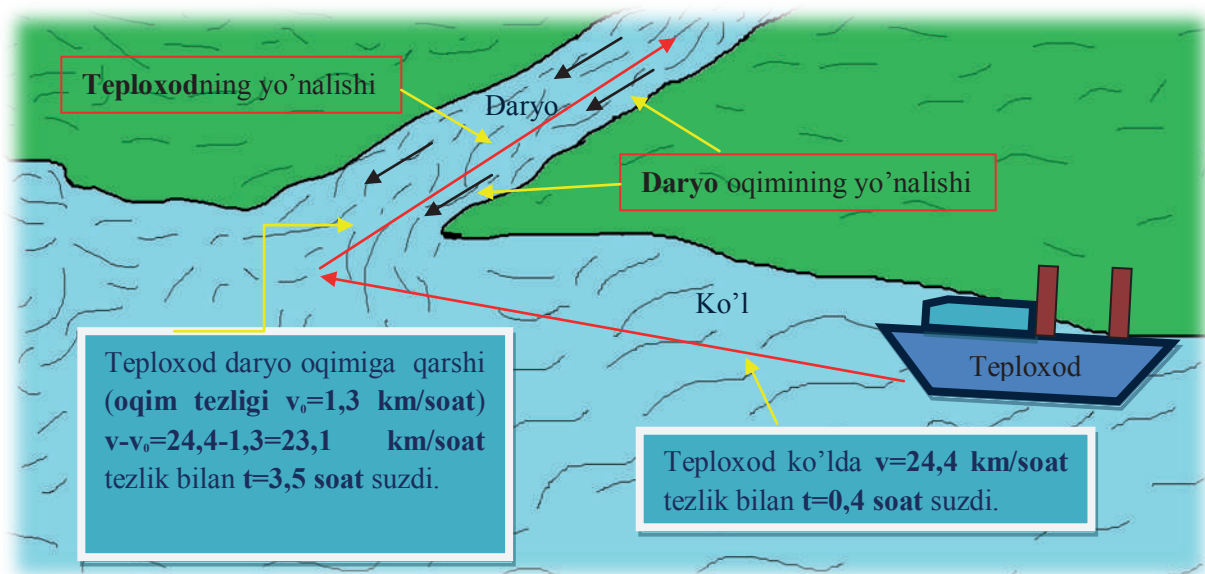 Teploxodning yo’nalishi
Daryo
Daryo oqimining yo’nalishi
Ko’l
Teploxod
Teploxod daryo oqimiga qarshi
(oqim tezligi v₀=1,3 km/soat)
v-v₀=24,4-1,3=23,1 km/soat
tezlik bilan t=3,5 soat suzdi.
Teploxod ko’lda v=24,4 km/soat
tezlik bilan t=0,4 soat suzdi.